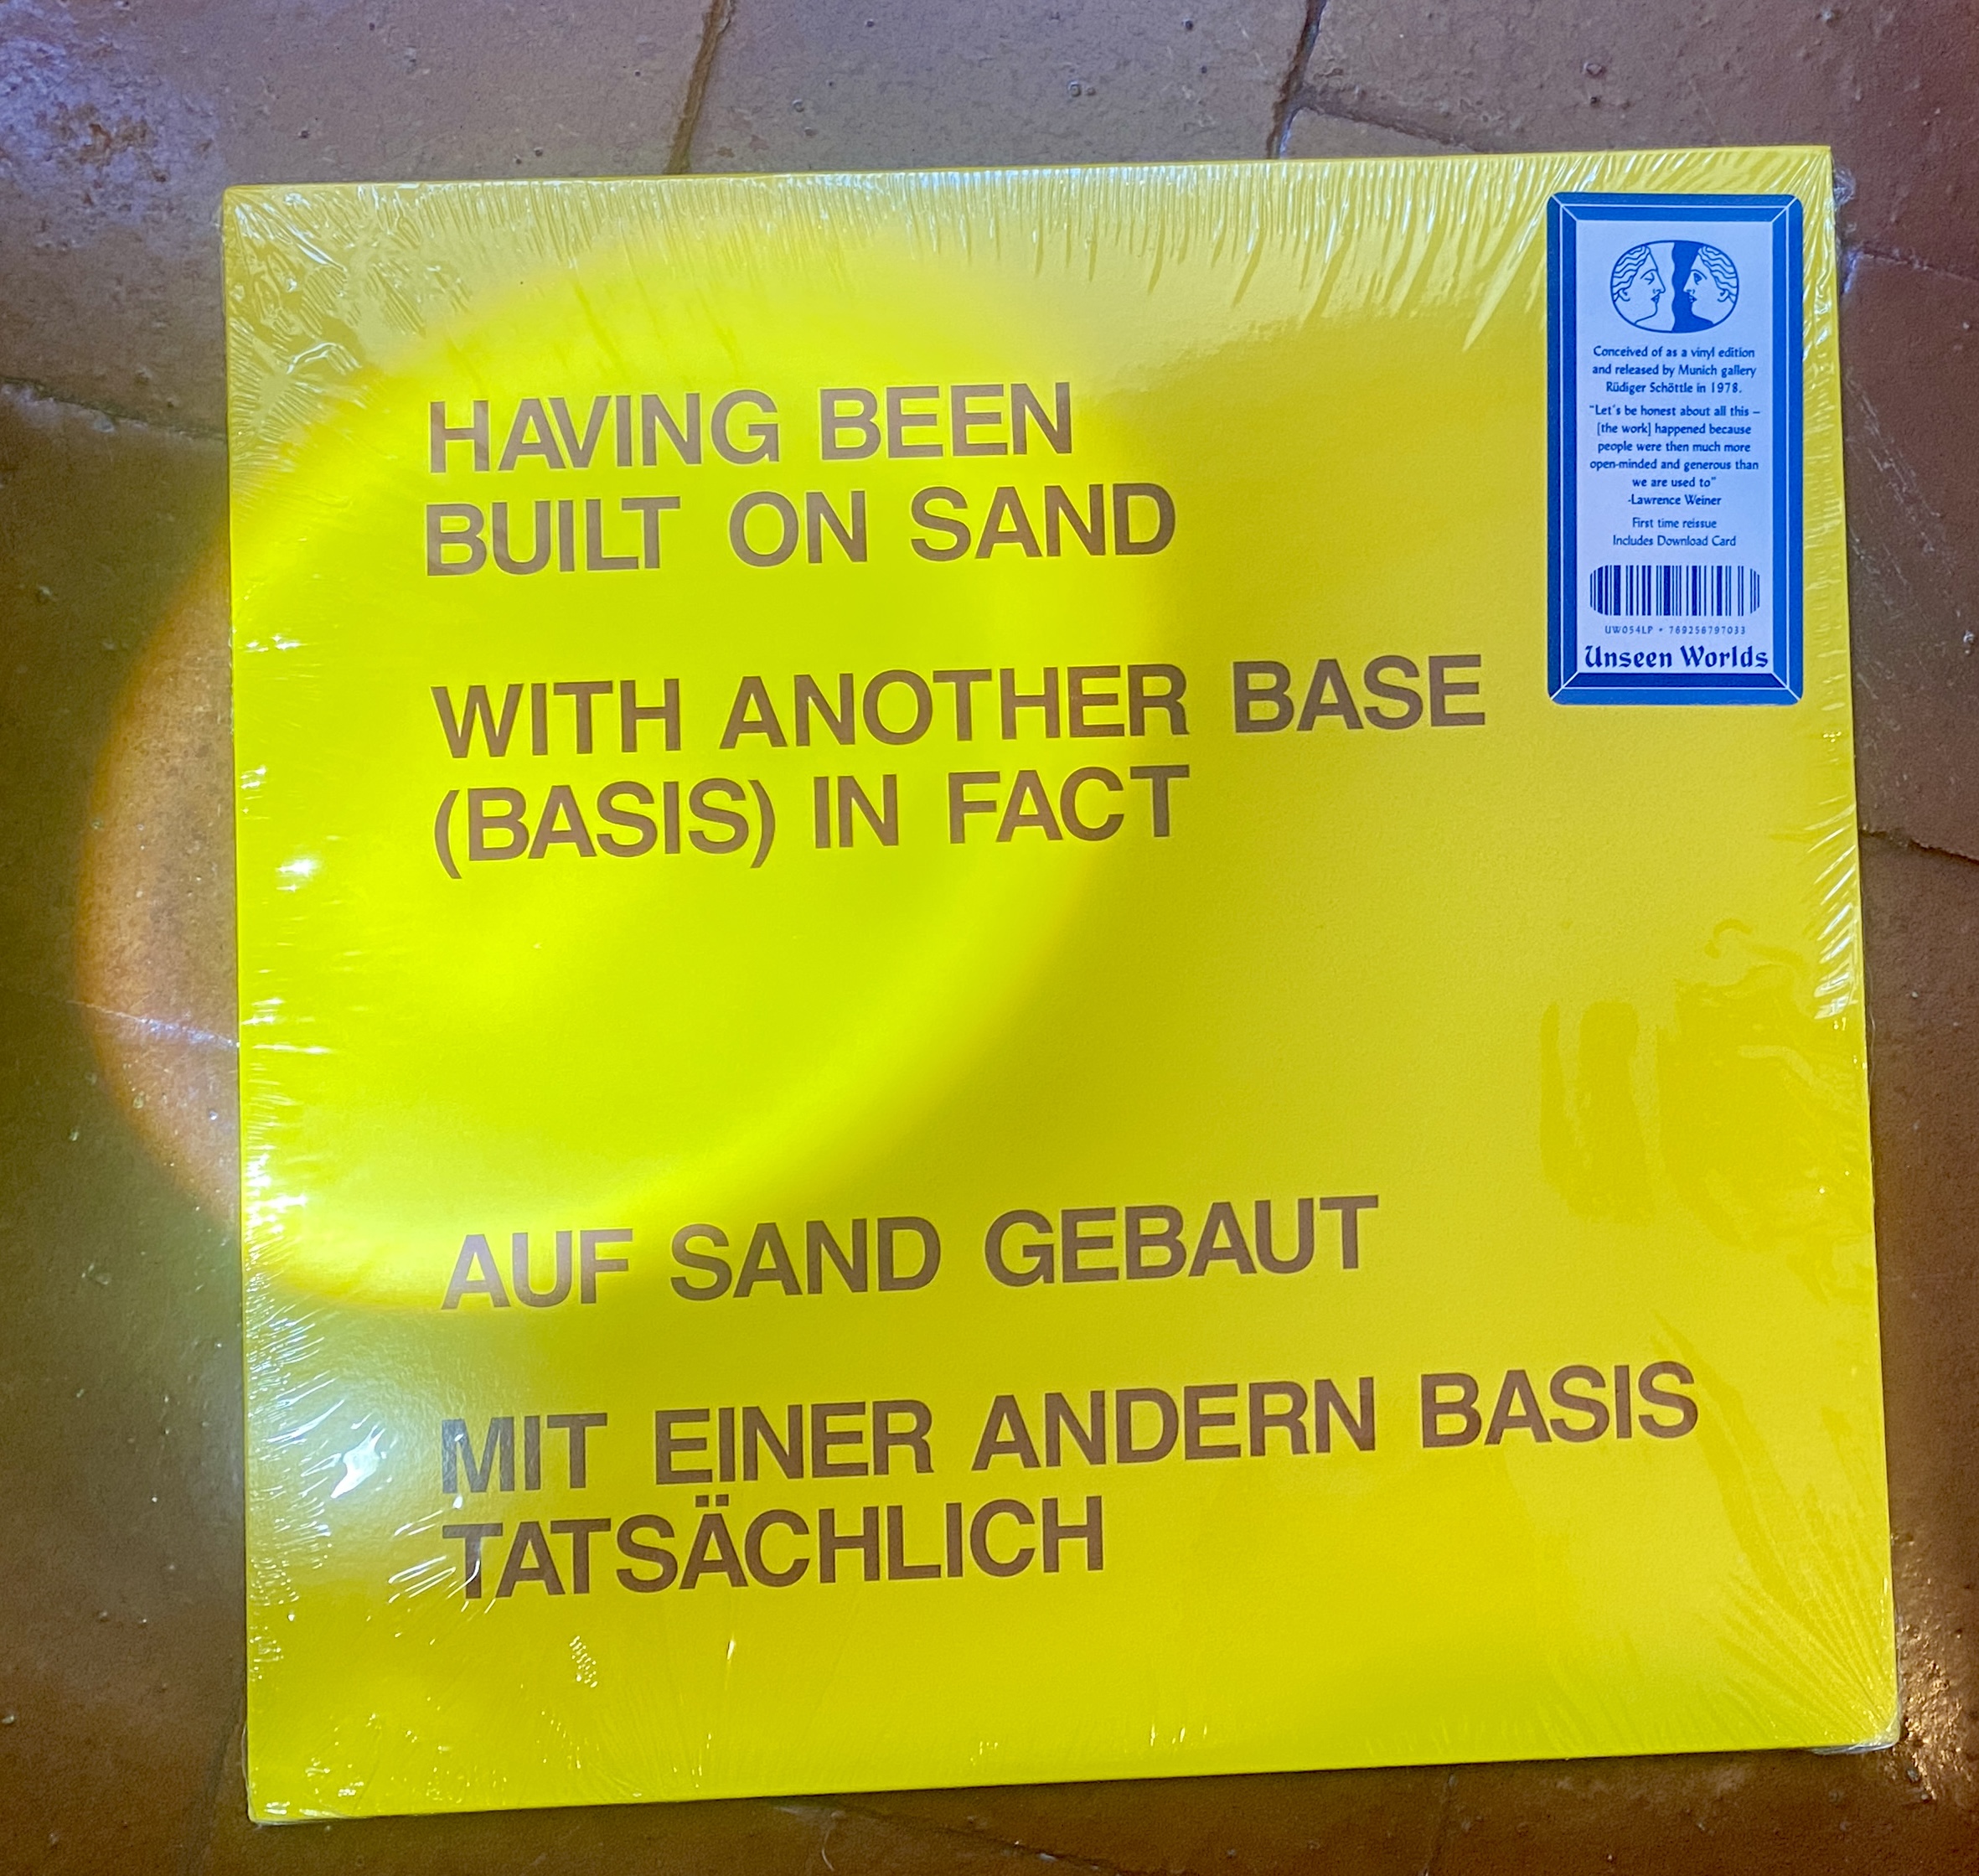 HAVING BEEN
BUILT ON SAND
WITH ANOTHER BASE
(BASIS) IN FACT
AUF SAND GEBAUT
MIT EINER ANDERN BASIS
TATSÄCHLICH
Conceived of as a vinyl edition
and released by Munich gallery
Rüdiger Schöttle in 1978.
"Let's be honest about all this –
[the work] happened because
people were then much more
open-minded and generous than
we are used to"
-Lawrence Weiner
First time reissue
Includes Download Card
UW054LP • 769256797033
Unseen Worlds